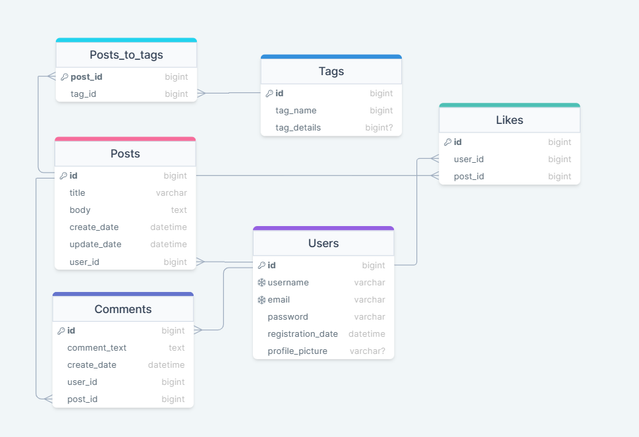 Posts_to_tags
post_id bigint
tag_id bigint
Tags
id bigint
tag_name bigint
tag_details bigint?
Likes
id bigint
user_id bigint
post_id bigint
Posts
id bigint
title varchar
body text
create_date datetime
update_date datetime
user_id bigint
Users
id bigint
username varchar
email varchar
password varchar
registration_date datetime
profile_picture varchar?
Comments
id bigint
comment_text text
create_date datetime
user_id bigint
post_id bigint